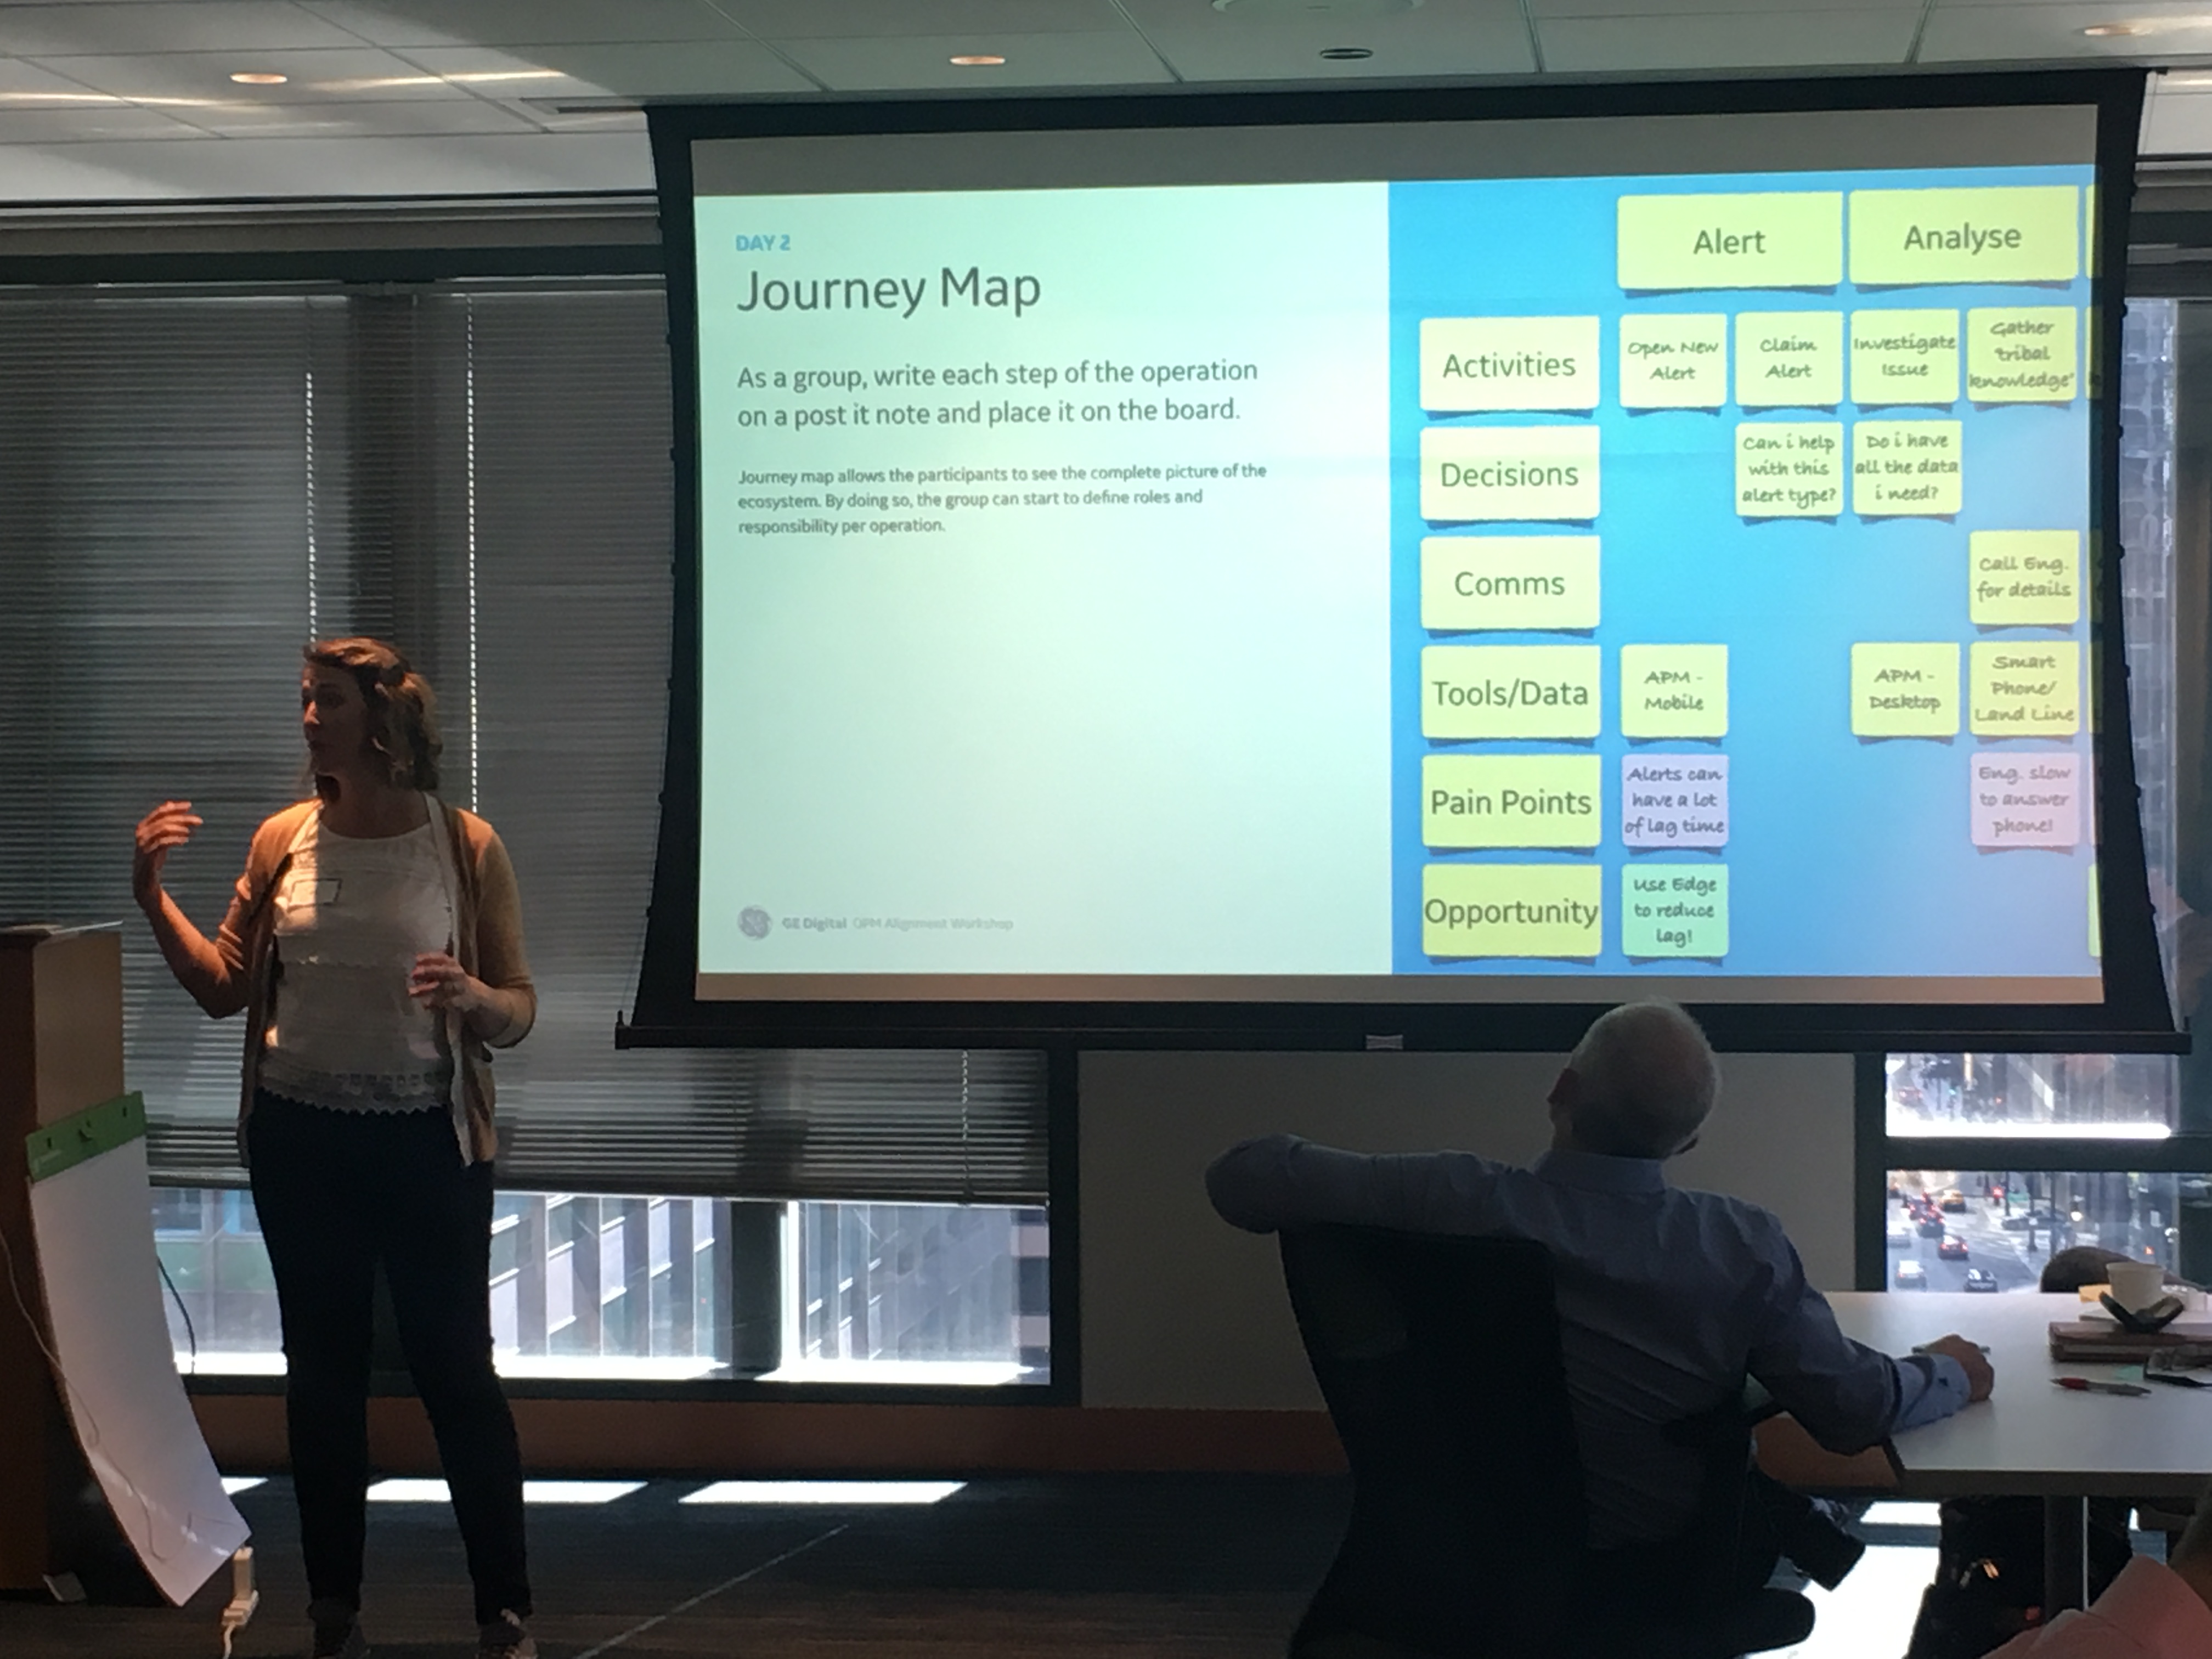 DAY 2
Journey Map
As a group, write each step of the operation
on a post it note and place it on the board.
Journey map allows the participants to see the complete picture of the
ecosystem. By doing so, the group can start to define roles and
responsibility per operation.
GE Digital OPM Alignment Workshop
Alert
Analyse
Activities
Open New
Alert
Claim
Alert
Investigate
Issue
Gather
"tribal
knowledge"
Decisions
Can i help
with this
alert type?
Do i have
all the data
i need?
Comms
Call Eng.
for details
Tools/Data
APM -
Mobile
APM -
Desktop
Smart
Phone/
Land Line
Pain Points
Alerts can
have a lot
of lag time
Eng. slow
to answer
phone!
Opportunity
Use Edge
to reduce
lag!